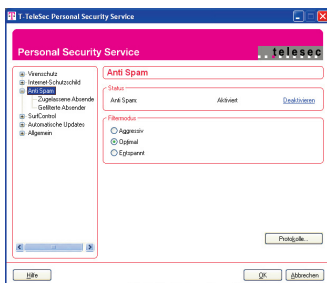 T-TeleSec Personal Security Service
Personal Security Service
telesec
Virenschutz
Internet-Schutzschild
Anti Spam
Zugelassene Absende
Gefilterte Absender
SurfControl
Automatische Updates
Allgemein
Anti Spam
Status
Anti Spam: Aktiviert Deaktivieren
Filtermodus
Aggressiv
Optimal
Entspannt
Protokolle...
Hilfe
OK
Abbrechen